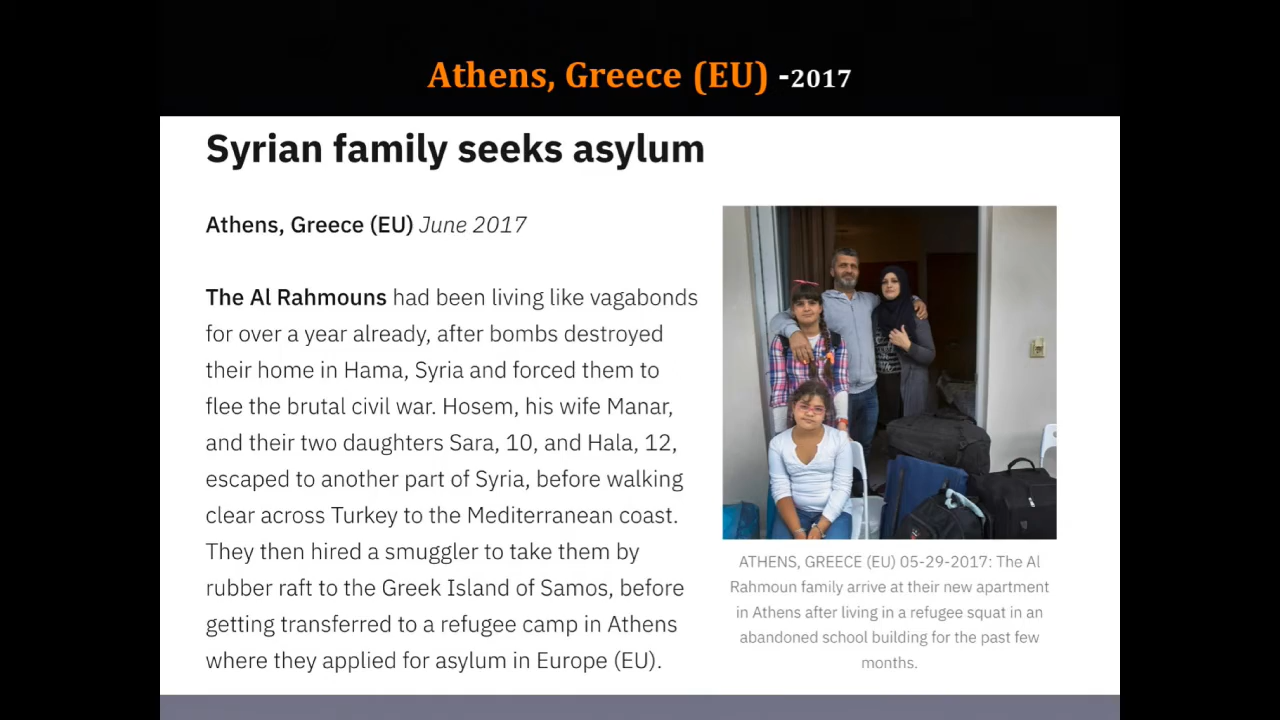 Athens, Greece (EU) -2017
Syrian family seeks asylum
Athens, Greece (EU) June 2017
The Al Rahmouns had been living like vagabonds
for over a year already, after bombs destroyed
their home in Hama, Syria and forced them to
flee the brutal civil war. Hosem, his wife Manar,
and their two daughters Sara, 10, and Hala, 12,
escaped to another part of Syria, before walking
clear across Turkey to the Mediterranean coast.
They then hired a smuggler to take them by
rubber raft to the Greek Island of Samos, before
getting transferred to a refugee camp in Athens
where they applied for asylum in Europe (EU).
ATHENS, GREECE (EU) 05-29-2017: The Al
Rahmoun family arrive at their new apartment
in Athens after living in a refugee squat in an
abandoned school building for the past few
months.